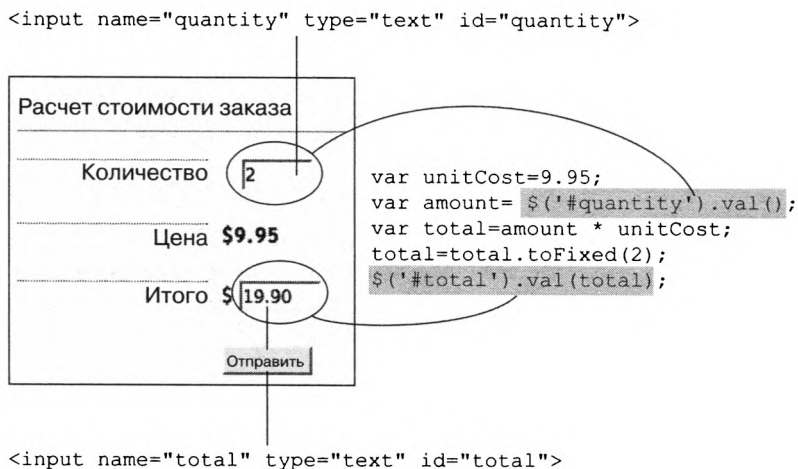 <input name="quantity" type="text" id="quantity">
Расчет стоимости заказа
Количество 2
Цена $9.95
Итого $ 19.90
Отправить
var unitCost=9.95;
var amount= $('#quantity').val();
var total=amount * unitCost;
total=total.toFixed(2);
$('#total').val(total);
<input name="total" type="text" id="total">